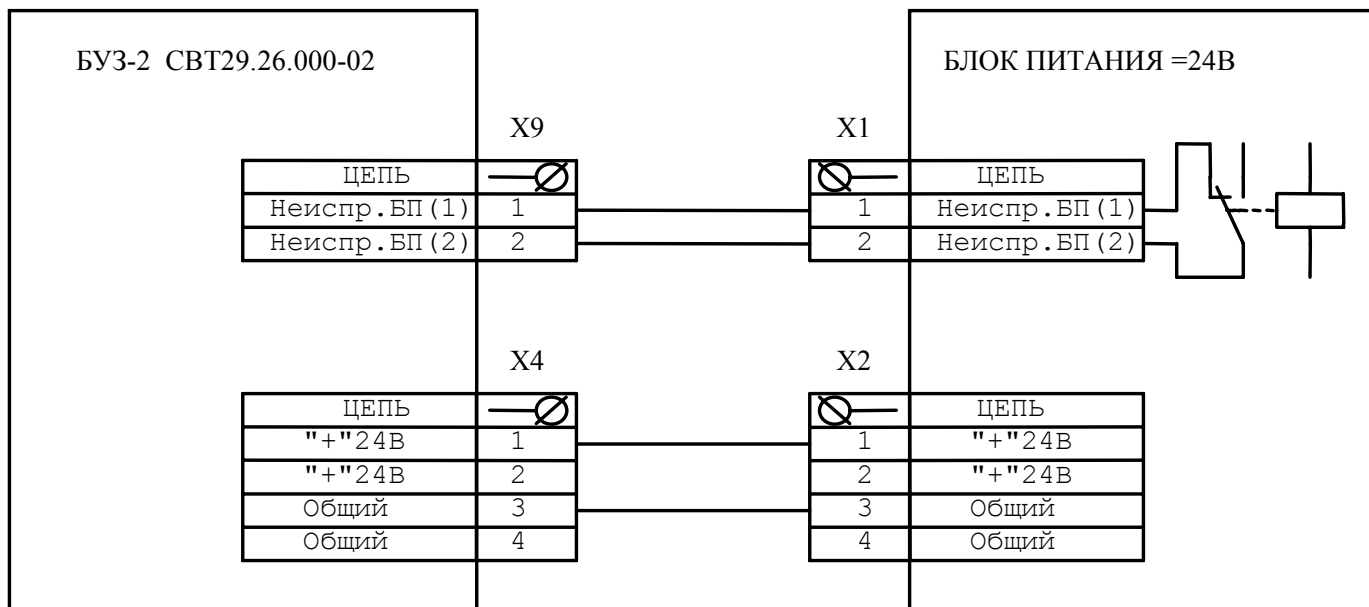 БУЗ-2 СВТ29.26.000-02
БЛОК ПИТАНИЯ =24В
X9
X1
ЦЕПЬ
ЦЕПЬ
Неиспр.БП(1) 1
1 Неиспр.БП(1)
Неиспр.БП(2) 2
2 Неиспр.БП(2)
X4
X2
ЦЕПЬ
ЦЕПЬ
"+"24В 1
1 "+"24В
"+"24В 2
2 "+"24В
Общий 3
3 Общий
Общий 4
4 Общий